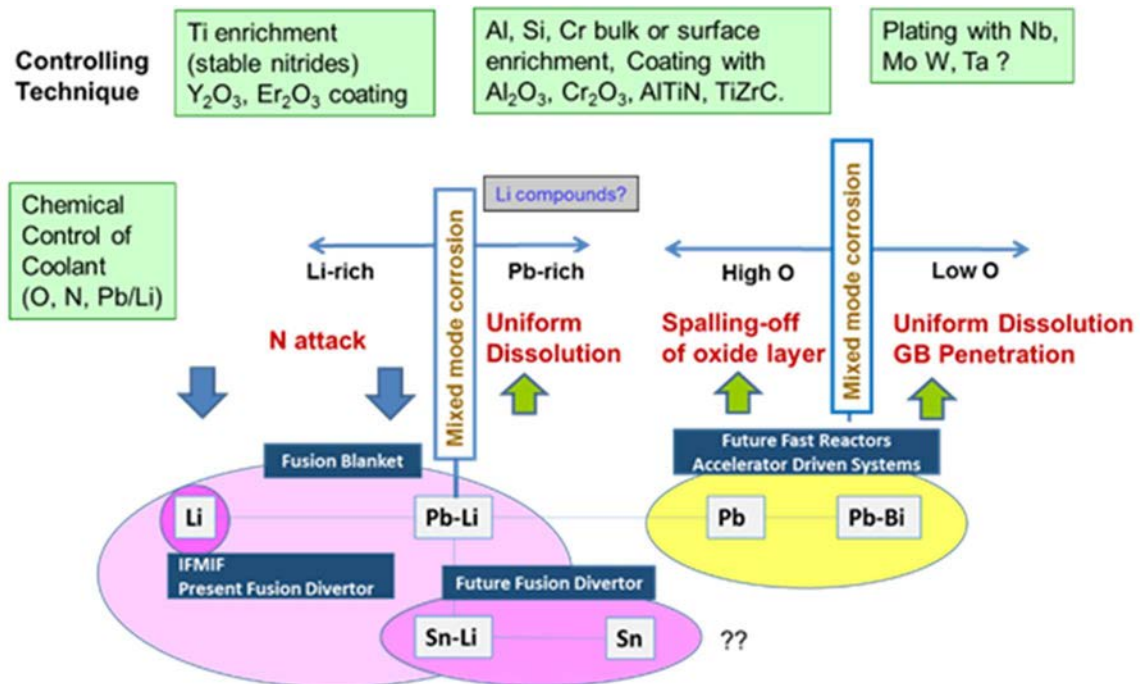 Controlling
Technique
Ti enrichment
(stable nitrides)
Y₂O₃, Er₂O₃ coating
Al, Si, Cr bulk or surface
enrichment, Coating with
Al₂O₃, Cr₂O₃, AlTiN, TiZrC.
Plating with Nb,
Mo W, Ta ?
Chemical
Control of
Coolant
(O, N, Pb/Li)
Li compounds?
Mixed mode corrosion
Mixed mode corrosion
Li-rich
Pb-rich
High O
Low O
N attack
Uniform
Dissolution
Spalling-off
of oxide layer
Uniform Dissolution
GB Penetration
Fusion Blanket
Future Fast Reactors
Accelerator Driven Systems
Li
Pb-Li
Pb
Pb-Bi
IFMIF
Present Fusion Divertor
Future Fusion Divertor
Sn-Li
Sn
??